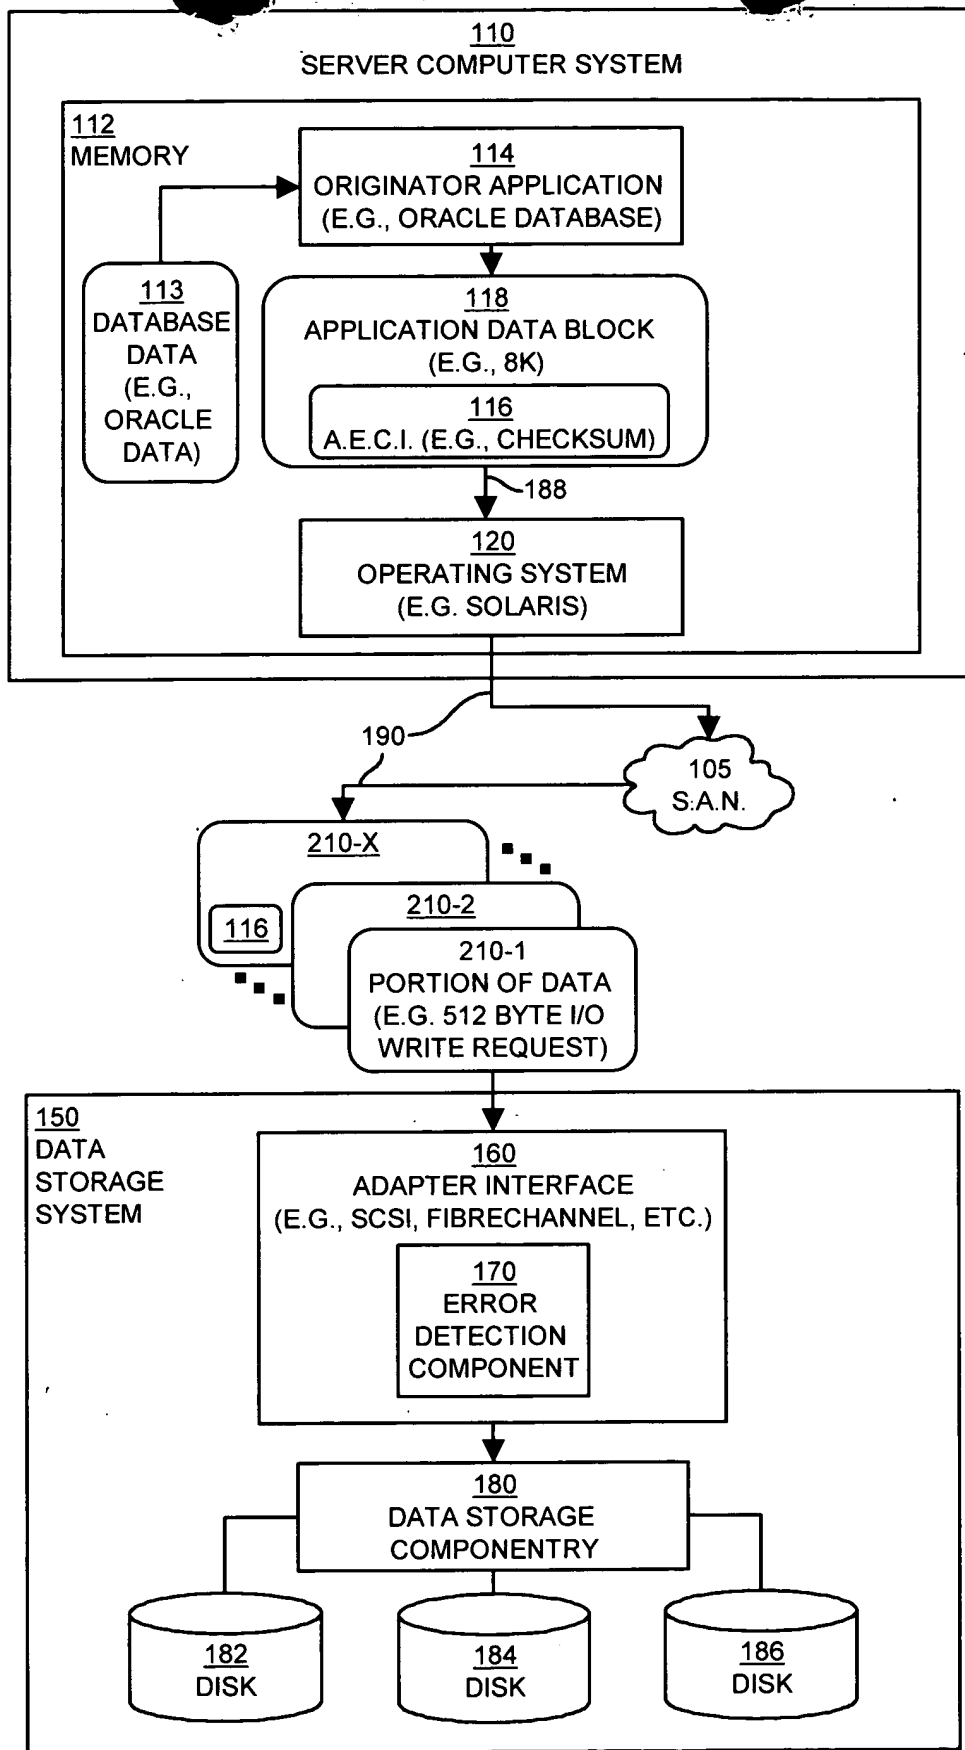 110
SERVER COMPUTER SYSTEM
112
MEMORY
114
ORIGINATOR APPLICATION
(E.G., ORACLE DATABASE)
113
DATABASE
DATA
(E.G.,
ORACLE
DATA)
118
APPLICATION DATA BLOCK
(E.G., 8K)
116
A.E.C.I. (E.G., CHECKSUM)
188
120
OPERATING SYSTEM
(E.G. SOLARIS)
190
105
S.A.N.
210-X
116
210-2
210-1
PORTION OF DATA
(E.G. 512 BYTE I/O
WRITE REQUEST)
150
DATA
STORAGE
SYSTEM
160
ADAPTER INTERFACE
(E.G., SCSI, FIBRECHANNEL, ETC.)
170
ERROR
DETECTION
COMPONENT
180
DATA STORAGE
COMPONENTRY
182
DISK
184
DISK
186
DISK